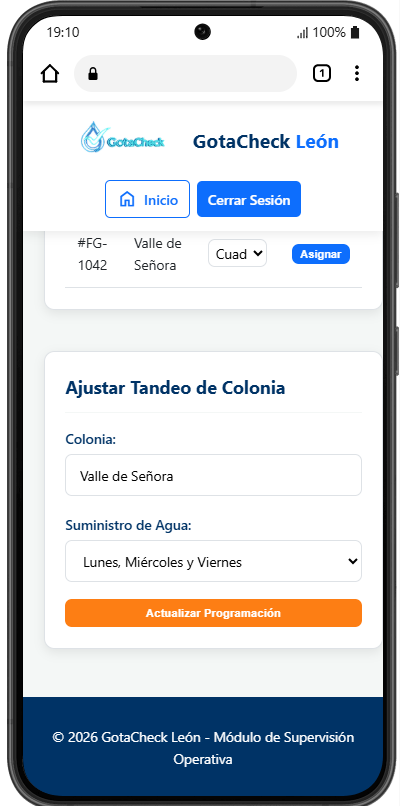 19:10
100%
1
GotaCheck
GotaCheck León
Inicio
Cerrar Sesión
#FG-
1042
Valle de
Señora
Cuad
Asignar
Ajustar Tandeo de Colonia
Colonia:
Valle de Señora
Suministro de Agua:
Lunes, Miércoles y Viernes
Actualizar Programación
© 2026 GotaCheck León - Módulo de Supervisión
Operativa